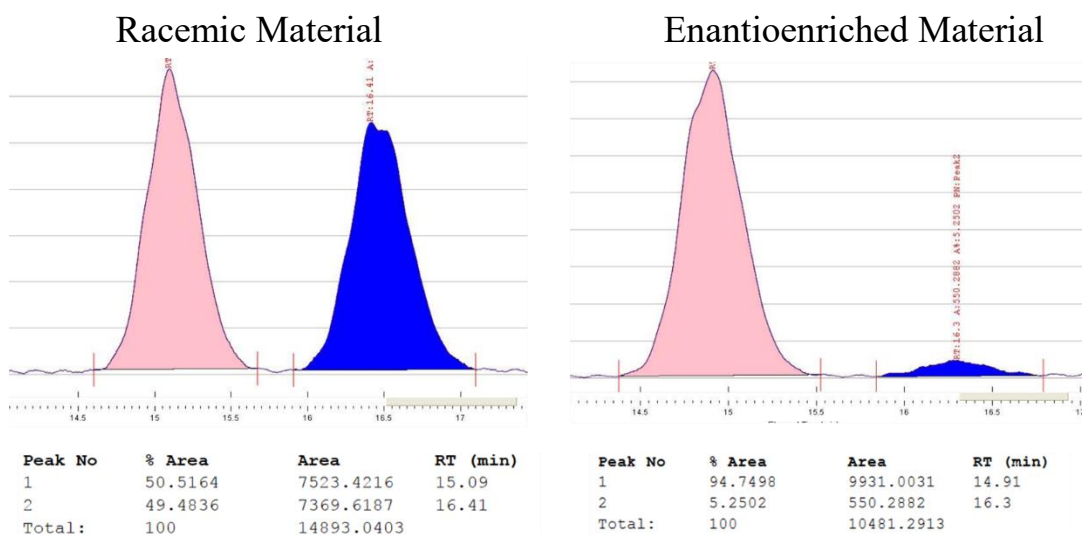 Racemic Material
Enantioenriched Material
RT
RT:16.41 A:
RT:16.3 A:550.2882 A%:5.2502 PN:Peak2
14.5 15 15.5 16 16.5 17
14.5 15 15.5 16 16.5
Peak No % Area Area RT (min)
1 50.5164 7523.4216 15.09
2 49.4836 7369.6187 16.41
Total: 100 14893.0403
Peak No % Area Area RT (min)
1 94.7498 9931.0031 14.91
2 5.2502 550.2882 16.3
Total: 100 10481.2913